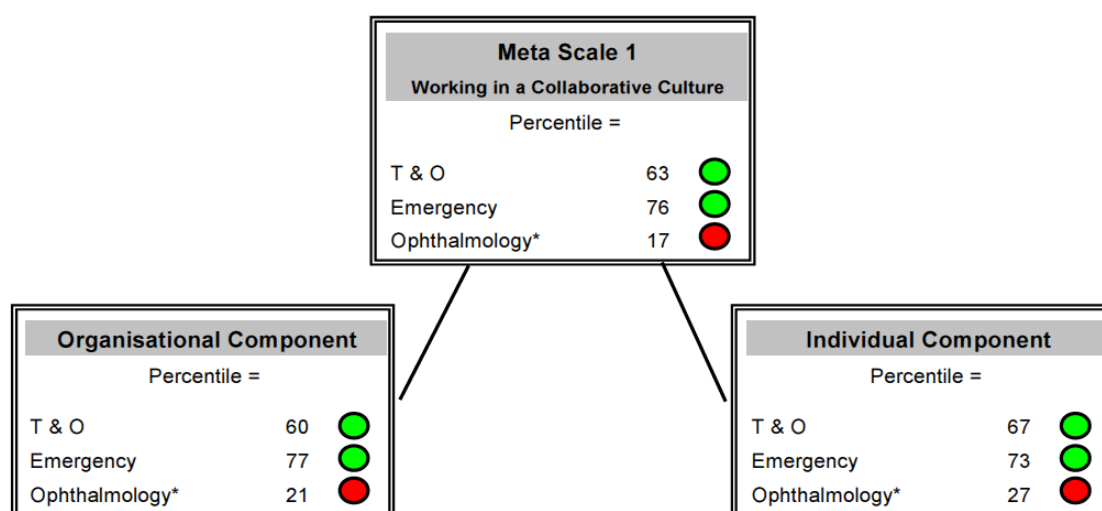 Meta Scale 1
Working in a Collaborative Culture
Percentile =
T & O 63
Emergency 76
Ophthalmology* 17
Organisational Component
Percentile =
T & O 60
Emergency 77
Ophthalmology* 21
Individual Component
Percentile =
T & O 67
Emergency 73
Ophthalmology* 27